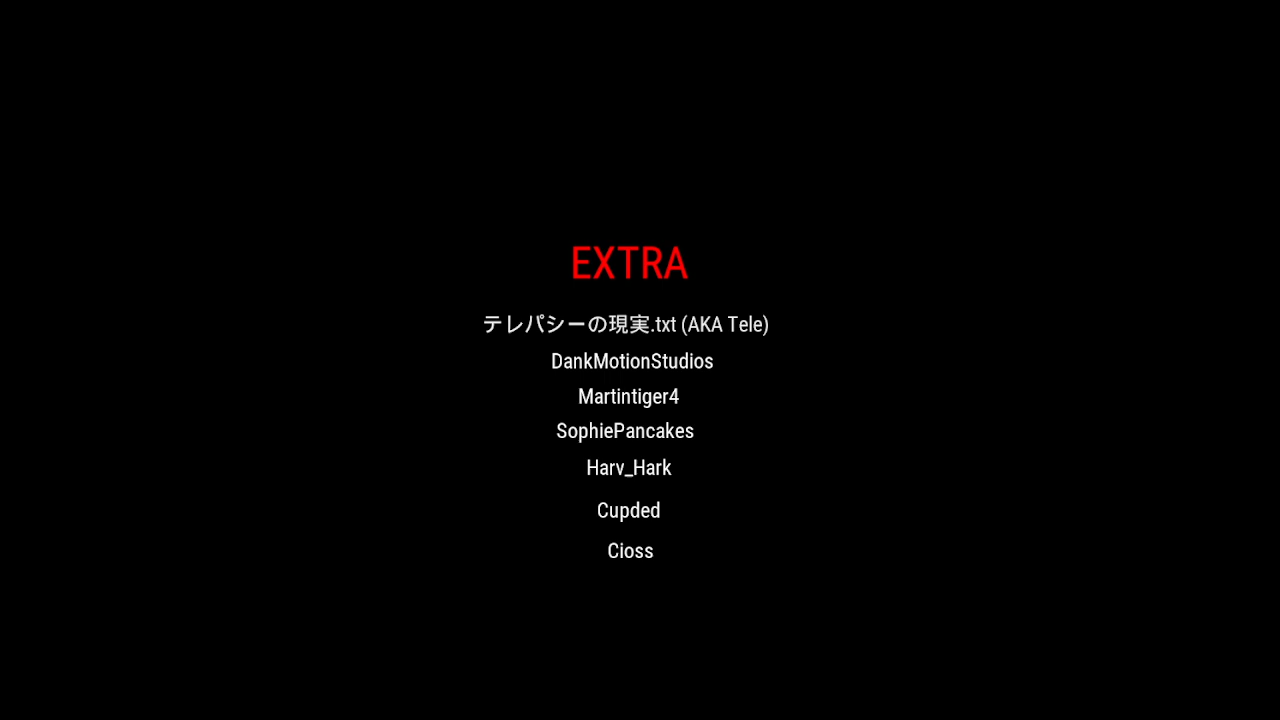 EXTRA
テレパシーの現実.txt (AKA Tele)
DankMotionStudios
Martintiger4
SophiePancakes
Harv_Hark
Cupded
Cioss